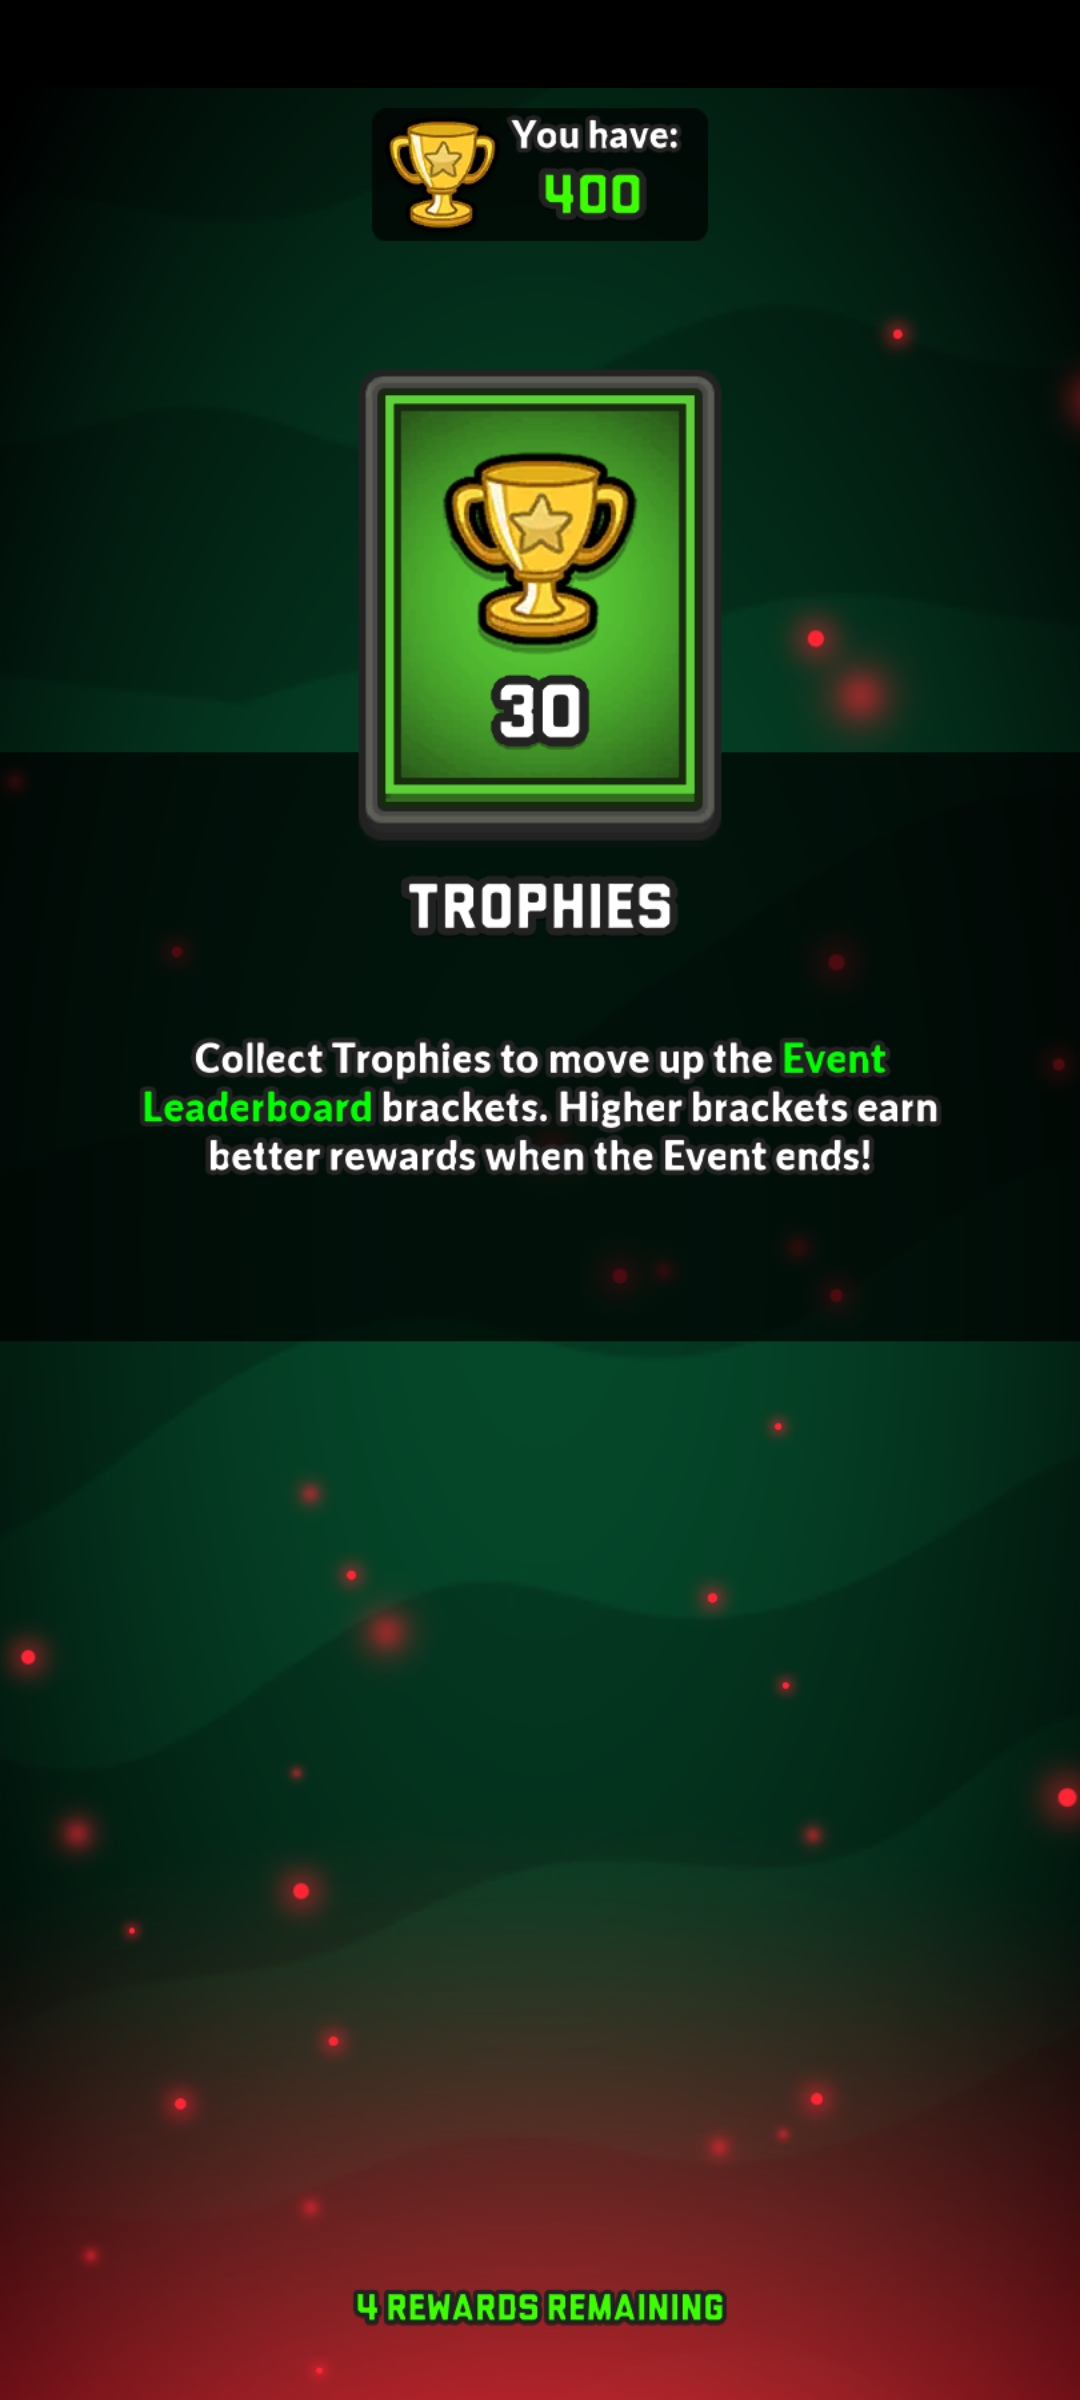 You have:
400
30
TROPHIES
Collect Trophies to move up the Event
Leaderboard brackets. Higher brackets earn
better rewards when the Event ends!
4 REWARDS REMAINING